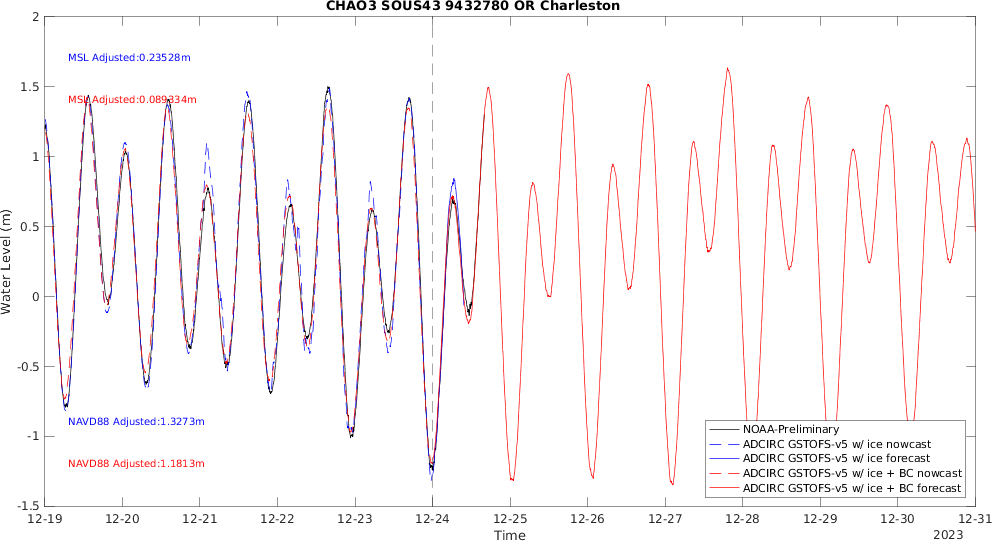 CHAO3 SOUS43 9432780 OR Charleston
2
1.5
1
0.5
0
-0.5
-1
-1.5
Water Level (m)
MSL Adjusted:0.23528m
MSL Adjusted:0.089334m
NAVD88 Adjusted:1.3273m
NAVD88 Adjusted:1.1813m
NOAA-Preliminary
ADCIRC GSTOFS-v5 w/ ice nowcast
ADCIRC GSTOFS-v5 w/ ice forecast
ADCIRC GSTOFS-v5 w/ ice + BC nowcast
ADCIRC GSTOFS-v5 w/ ice + BC forecast
12-19 12-20 12-21 12-22 12-23 12-24 12-25 12-26 12-27 12-28 12-29 12-30 12-31
Time
2023